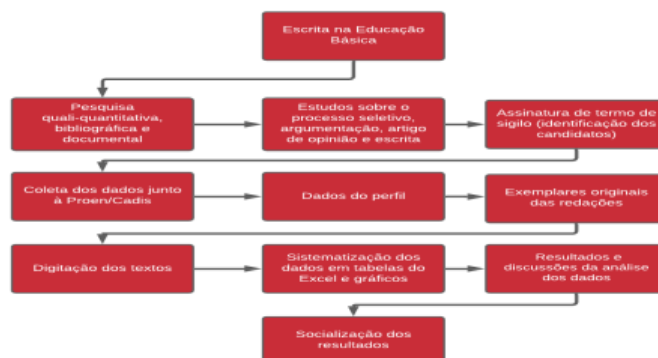 Escrita na Educação
Básica
Pesquisa
quali-quantitativa,
bibliográfica e
documental
Estudos sobre o
processo seletivo,
argumentação, artigo
de opinião e escrita
Assinatura de termo de
sigilo (identificação dos
candidatos)
Coleta dos dados junto
à Proen/Cadis
Dados do perfil
Exemplares originais
das redações
Digitação dos textos
Sistematização dos
dados em tabelas do
Excel e gráficos
Resultados e
discussões da análise
dos dados
Socialização dos
resultados